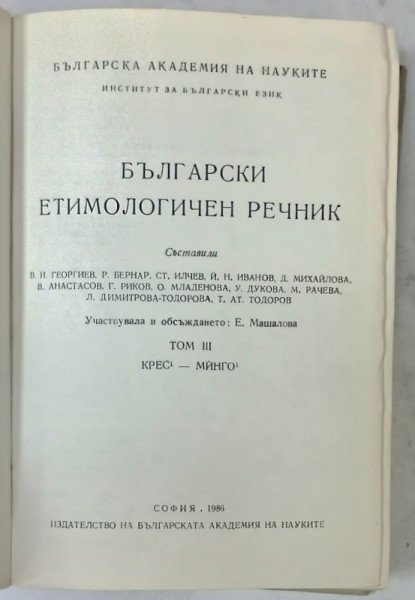 БЪЛГАРСКА АКАДЕМИЯ НА НАУКИТЕ
ИНСТИТУТ ЗА БЪЛГАРСКИ ЕЗИК
БЪЛГАРСКИ
ЕТИМОЛОГИЧЕН РЕЧНИК
Съставили
В. И. ГЕОРГИЕВ, Р. БЕРНАР, СТ. ИЛЧЕВ, Й. Н. ИВАНОВ, Д. МИХАЙЛОВА,
В. АНАСТАСОВ, Г. РИКОВ, О. МЛАДЕНОВА, У. ДУКОВА, М. РАЧЕВА,
Л. ДИМИТРОВА-ТОДОРОВА, Т. АТ. ТОДОРОВ
Участвувала в обсъждането: Е. Машалова
ТОМ III
КРЕС¹ — МИ́НГО¹
СОФИЯ . 1986
ИЗДАТЕЛСТВО НА БЪЛГАРСКАТА АКАДЕМИЯ НА НАУКИТЕ